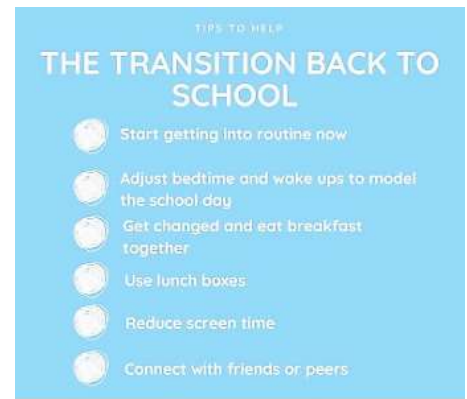 TIPS TO HELP
THE TRANSITION BACK TO
SCHOOL
Start getting into routine now
Adjust bedtime and wake ups to model
the school day
Get changed and eat breakfast
together
Use lunch boxes
Reduce screen time
Connect with friends or peers